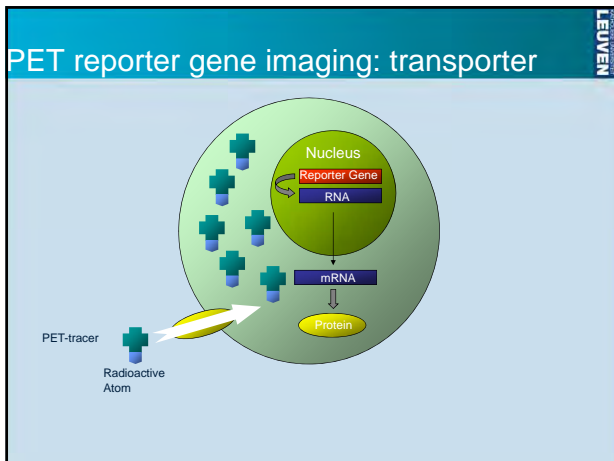 PET reporter gene imaging: transporter
LEUVEN
Nucleus
Reporter Gene
RNA
mRNA
Protein
PET-tracer
Radioactive
Atom